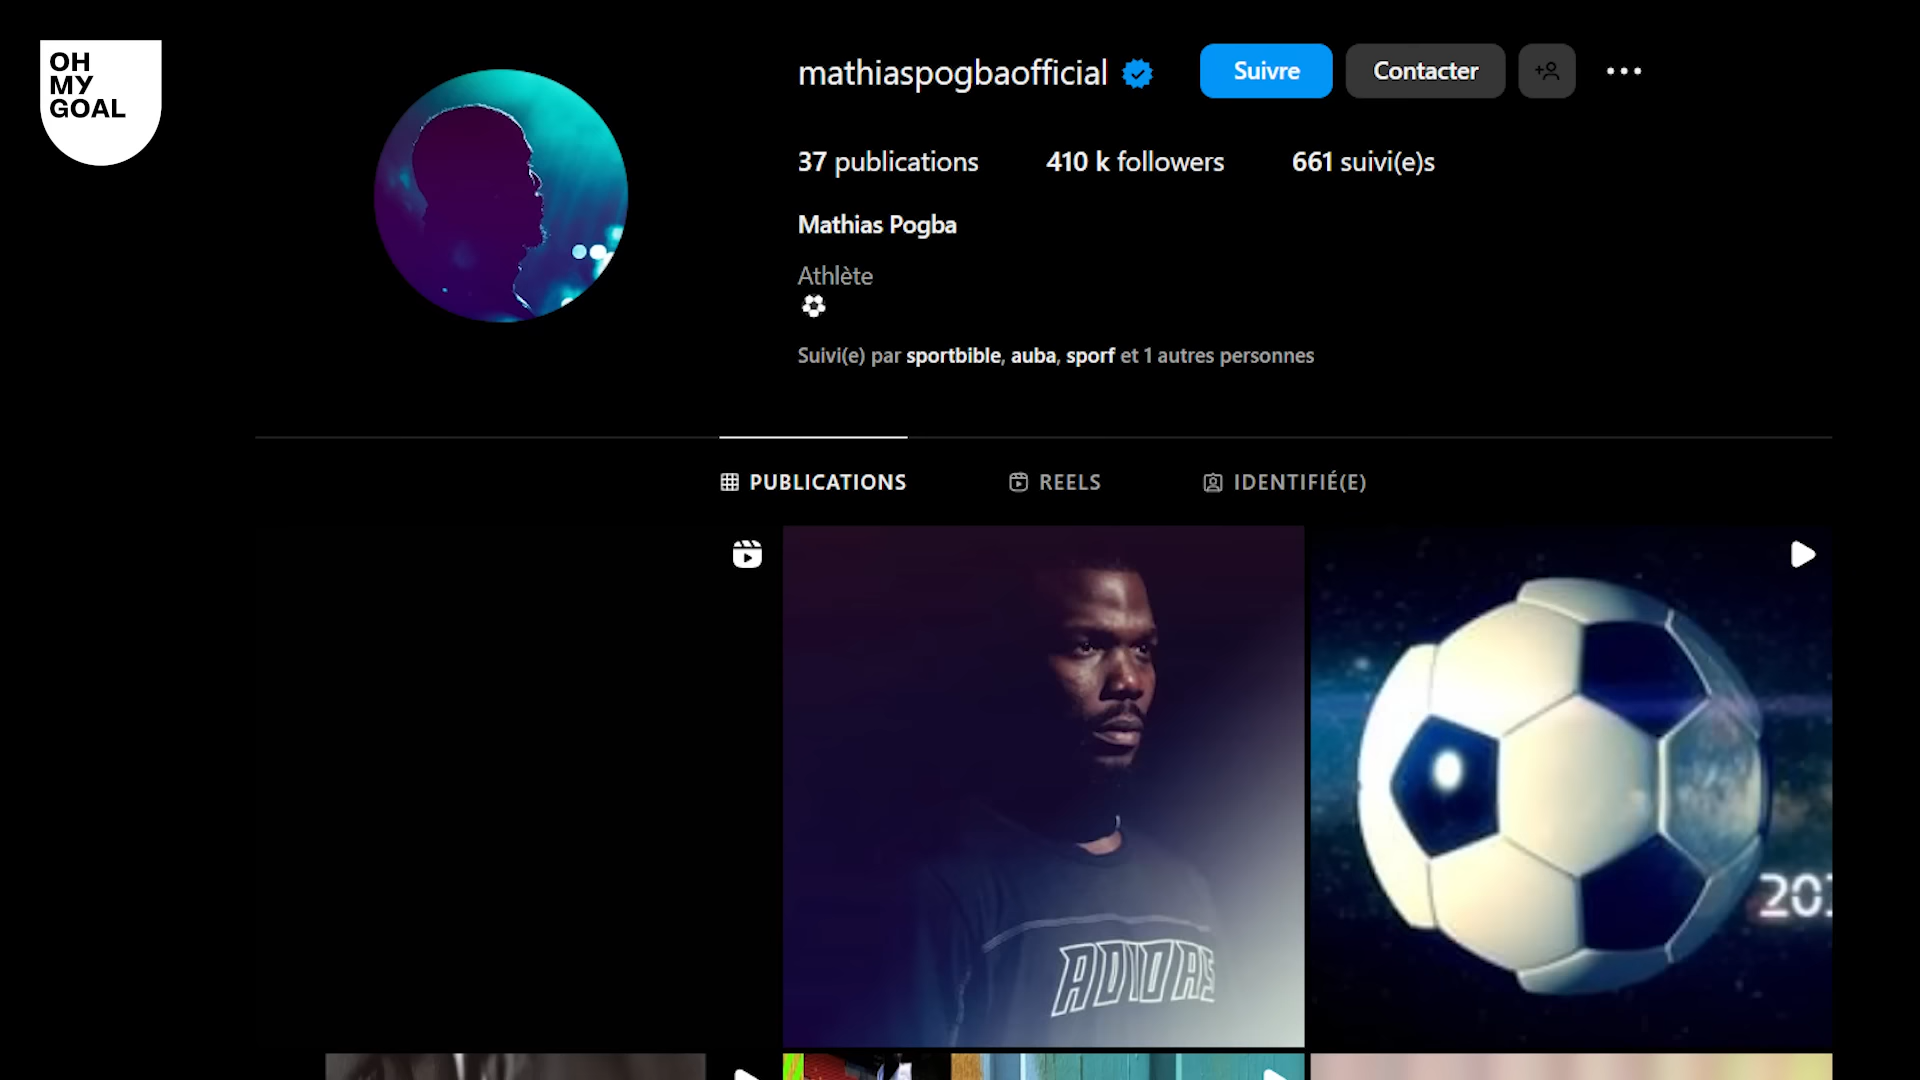 OH
MY
GOAL
mathiaspogbaofficial
Suivre
Contacter
37 publications
410 k followers
661 suivi(e)s
Mathias Pogba
Athlète
Suivi(e) par sportbible, auba, sporf et 1 autres personnes
PUBLICATIONS
REELS
IDENTIFIÉ(E)
ADIDAS